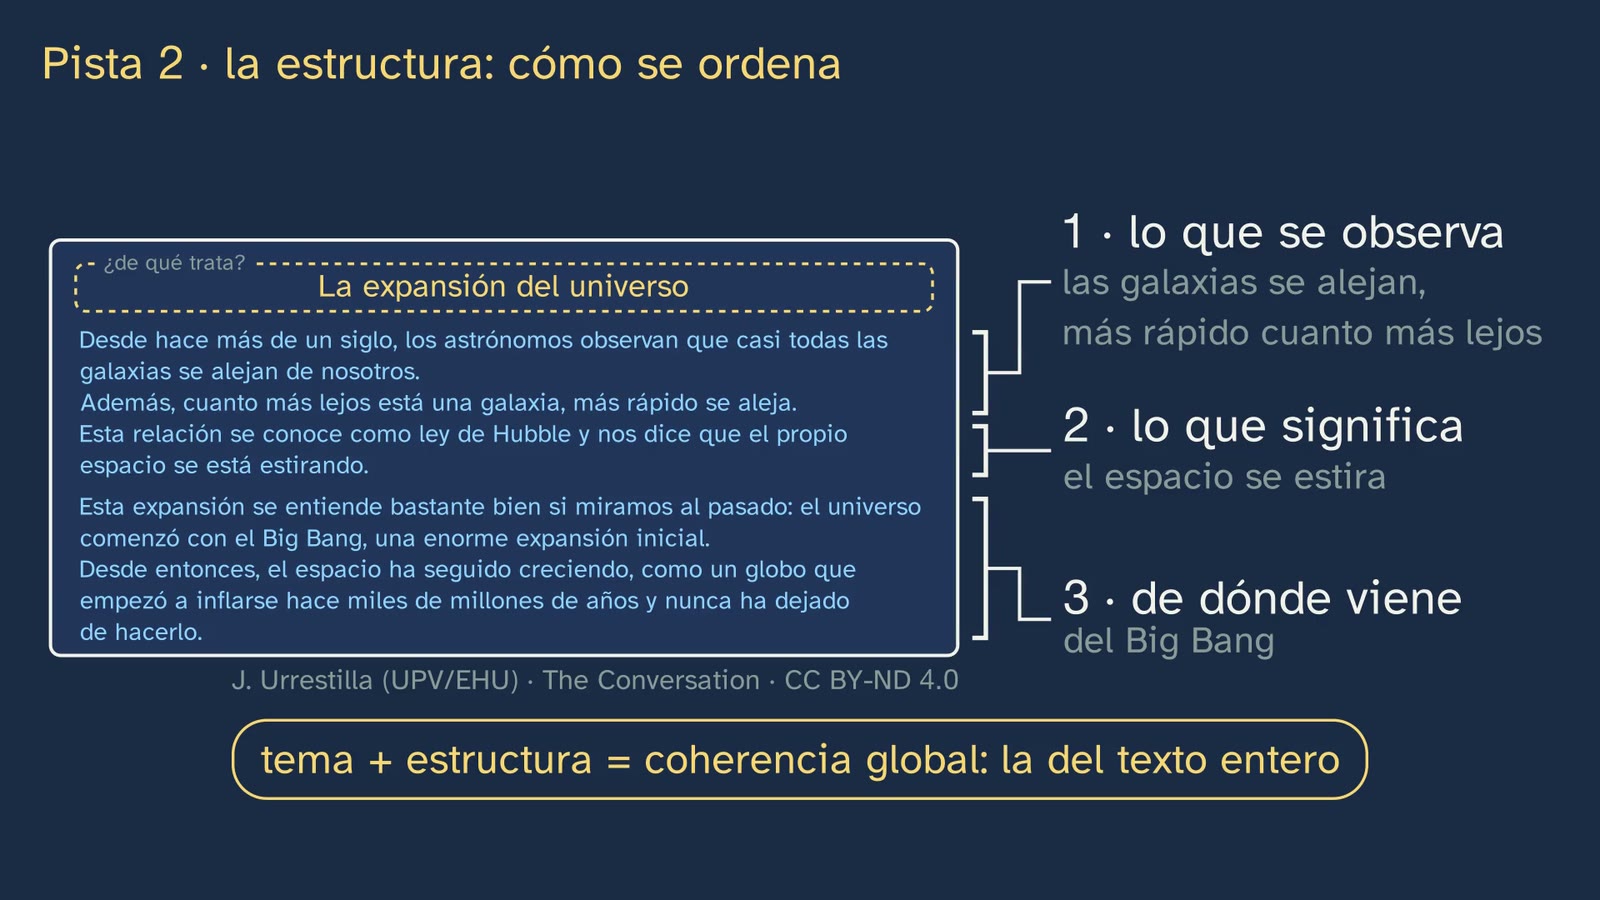 Pista 2 · la estructura: cómo se ordena
¿de qué trata?
La expansión del universo
Desde hace más de un siglo, los astrónomos observan que casi todas las
galaxias se alejan de nosotros.
Además, cuanto más lejos está una galaxia, más rápido se aleja.
Esta relación se conoce como ley de Hubble y nos dice que el propio
espacio se está estirando.
Esta expansión se entiende bastante bien si miramos al pasado: el universo
comenzó con el Big Bang, una enorme expansión inicial.
Desde entonces, el espacio ha seguido creciendo, como un globo que
empezó a inflarse hace miles de millones de años y nunca ha dejado
de hacerlo.
J. Urrestilla (UPV/EHU) · The Conversation · CC BY-ND 4.0
1 · lo que se observa
las galaxias se alejan,
más rápido cuanto más lejos
2 · lo que significa
el espacio se estira
3 · de dónde viene
del Big Bang
tema + estructura = coherencia global: la del texto entero